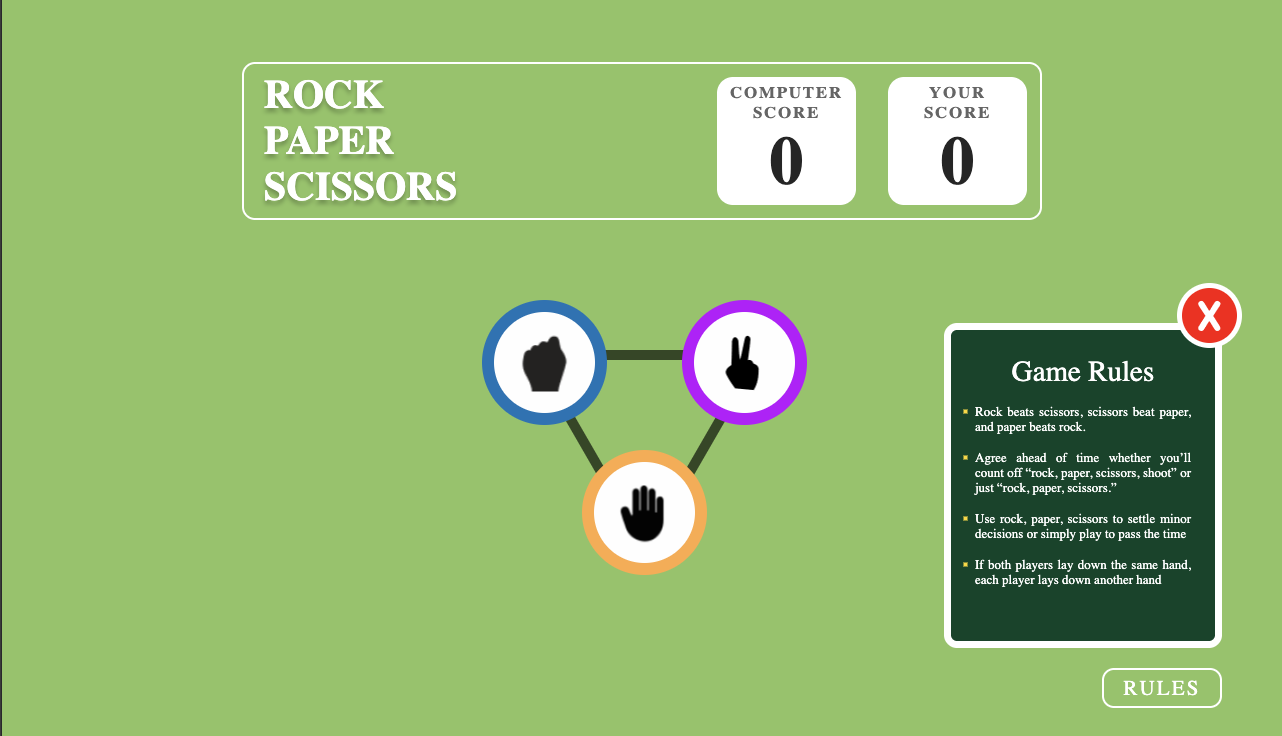 ROCK
PAPER
SCISSORS
COMPUTER
SCORE
0
YOUR
SCORE
0
X
Game Rules
Rock beats scissors, scissors beat paper,
and paper beats rock.
Agree ahead of time whether you’ll
count off “rock, paper, scissors, shoot” or
just “rock, paper, scissors.”
Use rock, paper, scissors to settle minor
decisions or simply play to pass the time
If both players lay down the same hand,
each player lays down another hand
RULES